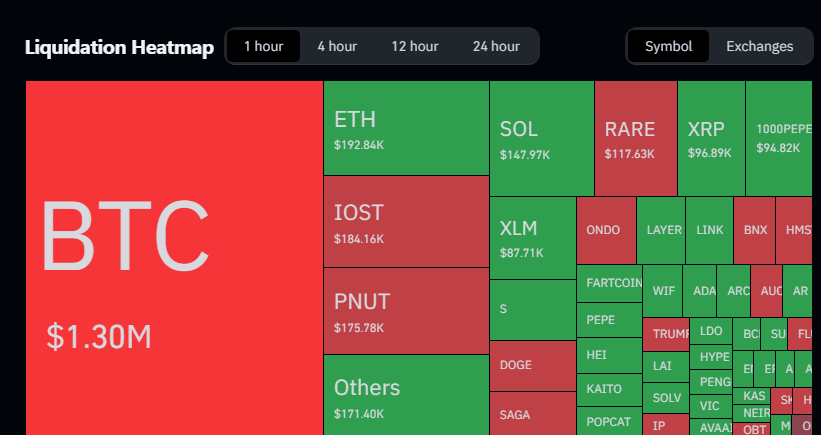 Liquidation Heatmap
1 hour
4 hour
12 hour
24 hour
Symbol
Exchanges
BTC
$1.30M
ETH
$192.84K
IOST
$184.16K
PNUT
$175.78K
Others
$171.40K
SOL
$147.97K
RARE
$117.63K
XRP
$96.89K
1000PEPE
$94.82K
XLM
$87.71K
S
DOGE
SAGA
ONDO
LAYER
LINK
BNX
HMS
FARTCOIN
PEPE
HEI
KAITO
POPCAT
WIF
ADA
ARC
AUC
AR
TRUMP
LAI
SOLV
IP
LDO
HYPE
PENG
VIC
AVAA
BC
SU
FL
A
A
KAS
NEIR
OBT
SK
H
M
O